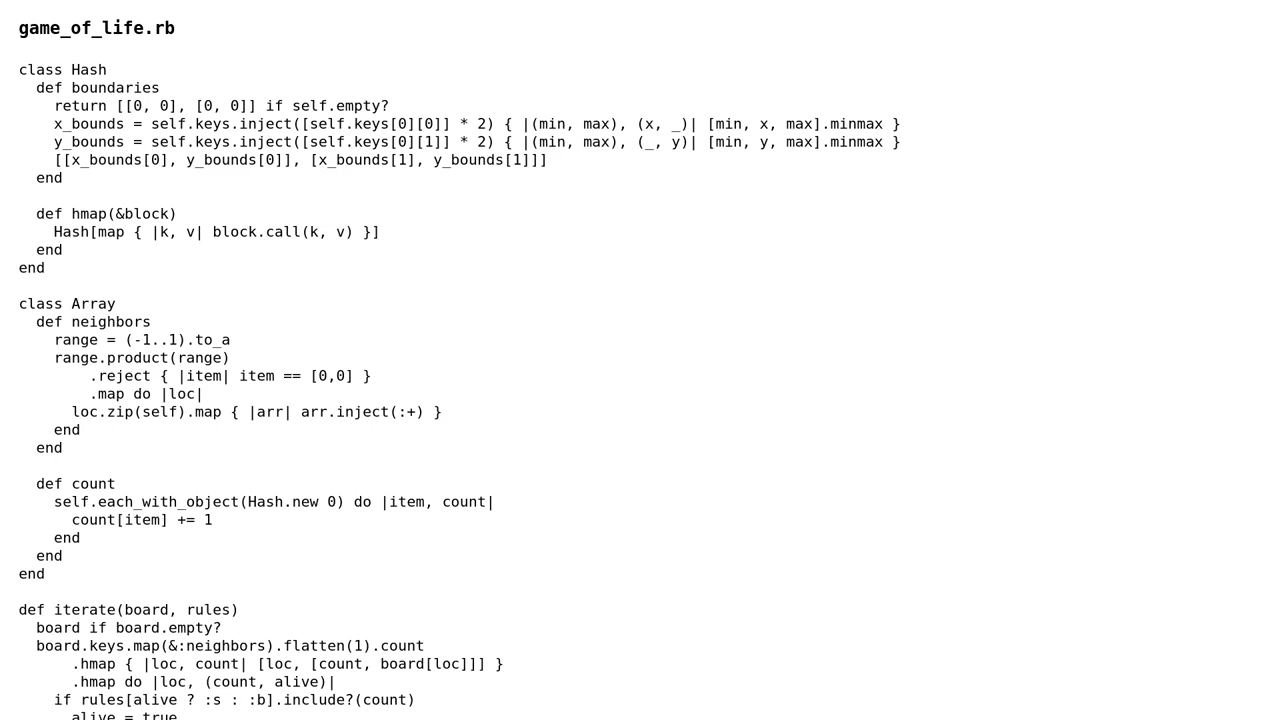 game_of_life.rb
class Hash
  def boundaries
    return [[0, 0], [0, 0]] if self.empty?
    x_bounds = self.keys.inject([self.keys[0][0]] * 2) { |(min, max), (x, _)| [min, x, max].minmax }
    y_bounds = self.keys.inject([self.keys[0][1]] * 2) { |(min, max), (_, y)| [min, y, max].minmax }
    [[x_bounds[0], y_bounds[0]], [x_bounds[1], y_bounds[1]]]
  end

  def hmap(&block)
    Hash[map { |k, v| block.call(k, v) }]
  end
end

class Array
  def neighbors
    range = (-1..1).to_a
    range.product(range)
        .reject { |item| item == [0,0] }
        .map do |loc|
      loc.zip(self).map { |arr| arr.inject(:+) }
    end
  end

  def count
    self.each_with_object(Hash.new 0) do |item, count|
      count[item] += 1
    end
  end
end

def iterate(board, rules)
  board if board.empty?
  board.keys.map(&:neighbors).flatten(1).count
      .hmap { |loc, count| [loc, [count, board[loc]]] }
      .hmap do |loc, (count, alive)|
    if rules[alive ? :s : :b].include?(count)
      alive = true